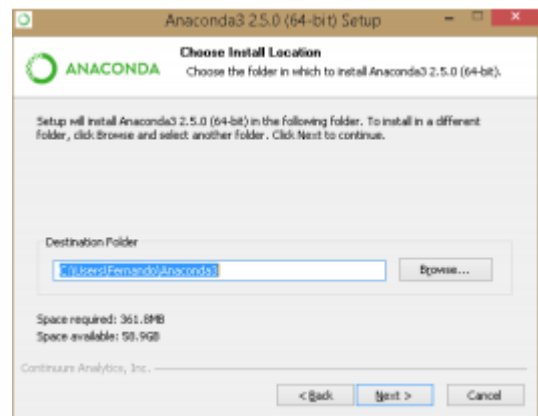 Anaconda3 2.5.0 (64-bit) Setup
ANACONDA
Choose Install Location
Choose the folder in which to install Anaconda3 2.5.0 (64-bit).
Setup will install Anaconda3 2.5.0 (64-bit) in the following folder. To install in a different
folder, click Browse and select another folder. Click Next to continue.
Destination Folder
C:\Users\Fernando\Anaconda3
Browse...
Space required: 361.8MB
Space available: 58.9GB
Continuum Analytics, Inc.
< Back
Next >
Cancel